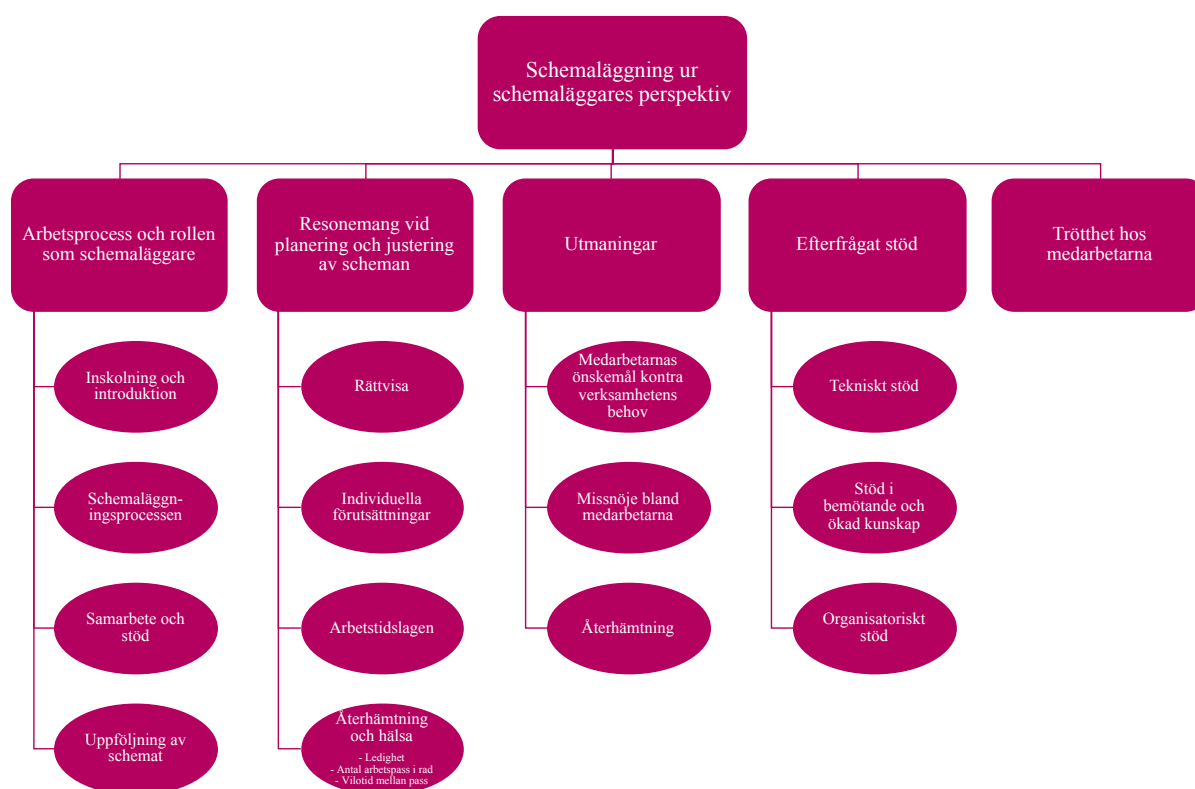 Schemaläggning ur
schemaläggares perspektiv
Arbetsprocess och rollen
som schemaläggare
Resonemang vid
planering och justering
av scheman
Utmaningar
Efterfrågat stöd
Trötthet hos
medarbetarna
Inskolning och
introduktion
Schemaläggn-
ingsprocessen
Samarbete och
stöd
Uppföljning av
schemat
Rättvisa
Individuella
förutsättningar
Arbetstidslagen
Återhämtning
och hälsa
- Ledighet
- Antal arbetspass i rad
- Vilotid mellan pass
Medarbetarnas
önskemål kontra
verksamhetens
behov
Missnöje bland
medarbetarna
Återhämtning
Tekniskt stöd
Stöd i
bemötande och
ökad kunskap
Organisatoriskt
stöd